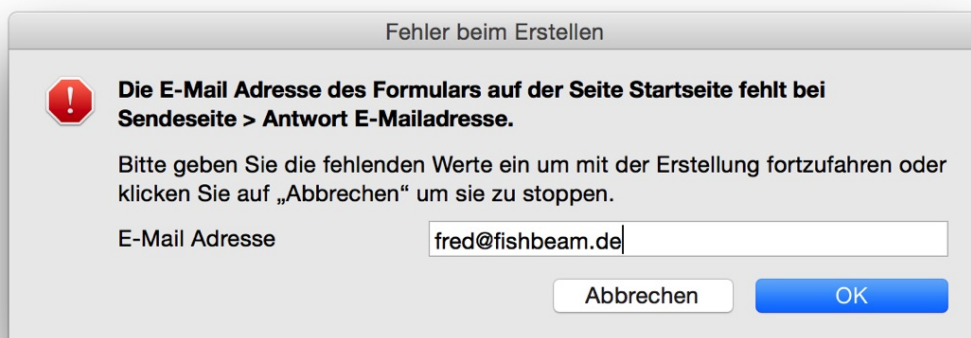 Fehler beim Erstellen
Die E-Mail Adresse des Formulars auf der Seite Startseite fehlt bei
Sendeseite > Antwort E-Mailadresse.
Bitte geben Sie die fehlenden Werte ein um mit der Erstellung fortzufahren oder
klicken Sie auf „Abbrechen“ um sie zu stoppen.
E-Mail Adresse fred@fishbeam.de
Abbrechen OK